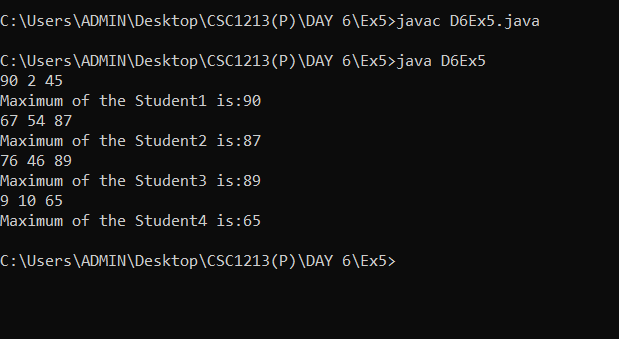 C:\Users\ADMIN\Desktop\CSC1213(P)\DAY 6\Ex5>javac D6Ex5.java
C:\Users\ADMIN\Desktop\CSC1213(P)\DAY 6\Ex5>java D6Ex5
90 2 45
Maximum of the Student1 is:90
67 54 87
Maximum of the Student2 is:87
76 46 89
Maximum of the Student3 is:89
9 10 65
Maximum of the Student4 is:65
C:\Users\ADMIN\Desktop\CSC1213(P)\DAY 6\Ex5>